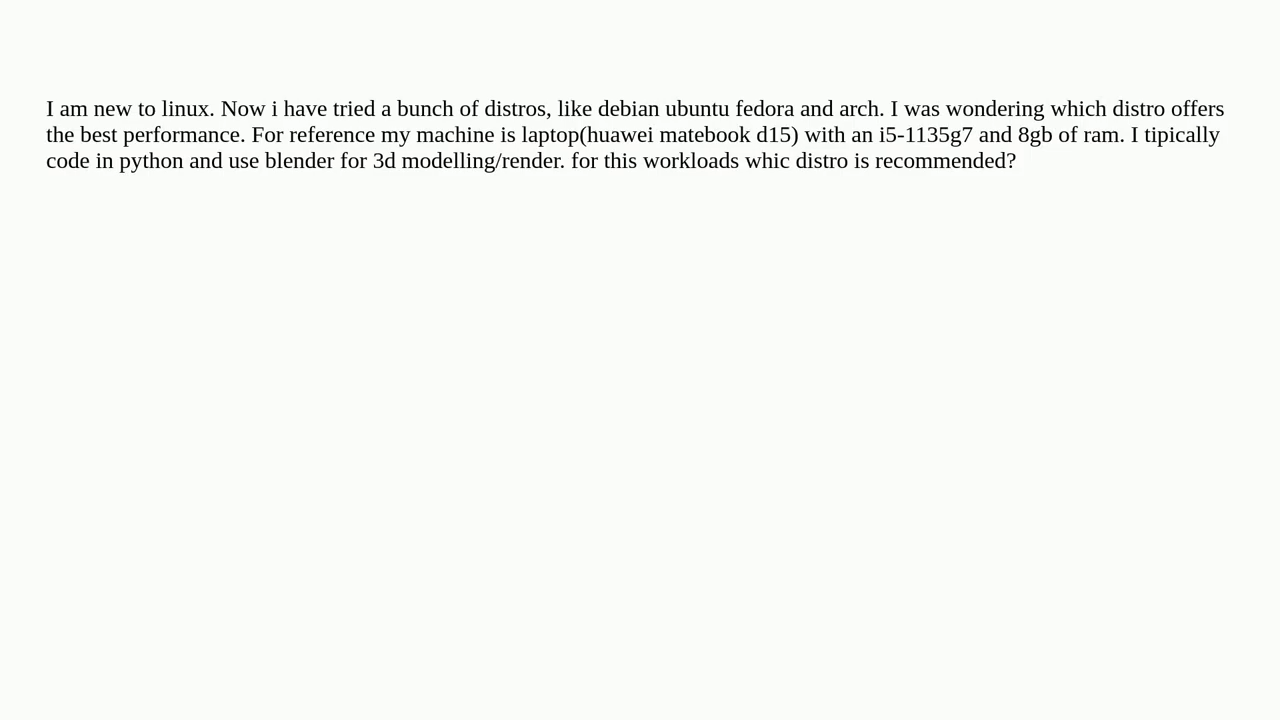 I am new to linux. Now i have tried a bunch of distros, like debian ubuntu fedora and arch. I was wondering which distro offers
the best performance. For reference my machine is laptop(huawei matebook d15) with an i5-1135g7 and 8gb of ram. I tipically
code in python and use blender for 3d modelling/render. for this workloads whic distro is recommended?